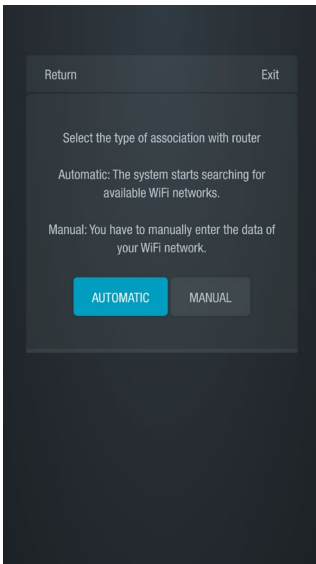 Return Exit
Select the type of association with router
Automatic: The system starts searching for
available WiFi networks.
Manual: You have to manually enter the data of
your WiFi network.
AUTOMATIC MANUAL